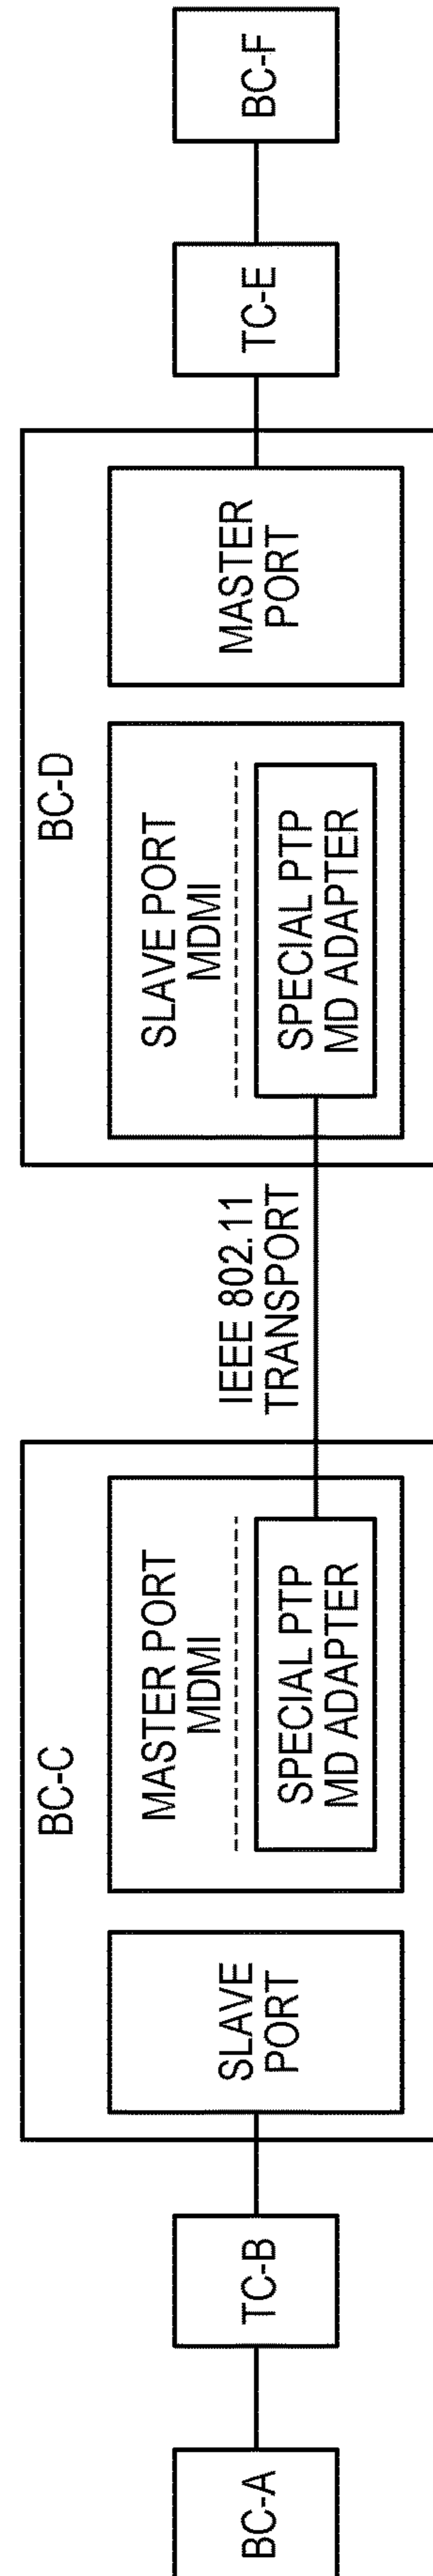 BC-A
TC-B
BC-C
SLAVE
PORT
MASTER PORT
MDMI
SPECIAL PTP
MD ADAPTER
IEEE 802.11
TRANSPORT
BC-D
SLAVE PORT
MDMI
SPECIAL PTP
MD ADAPTER
MASTER
PORT
TC-E
BC-F